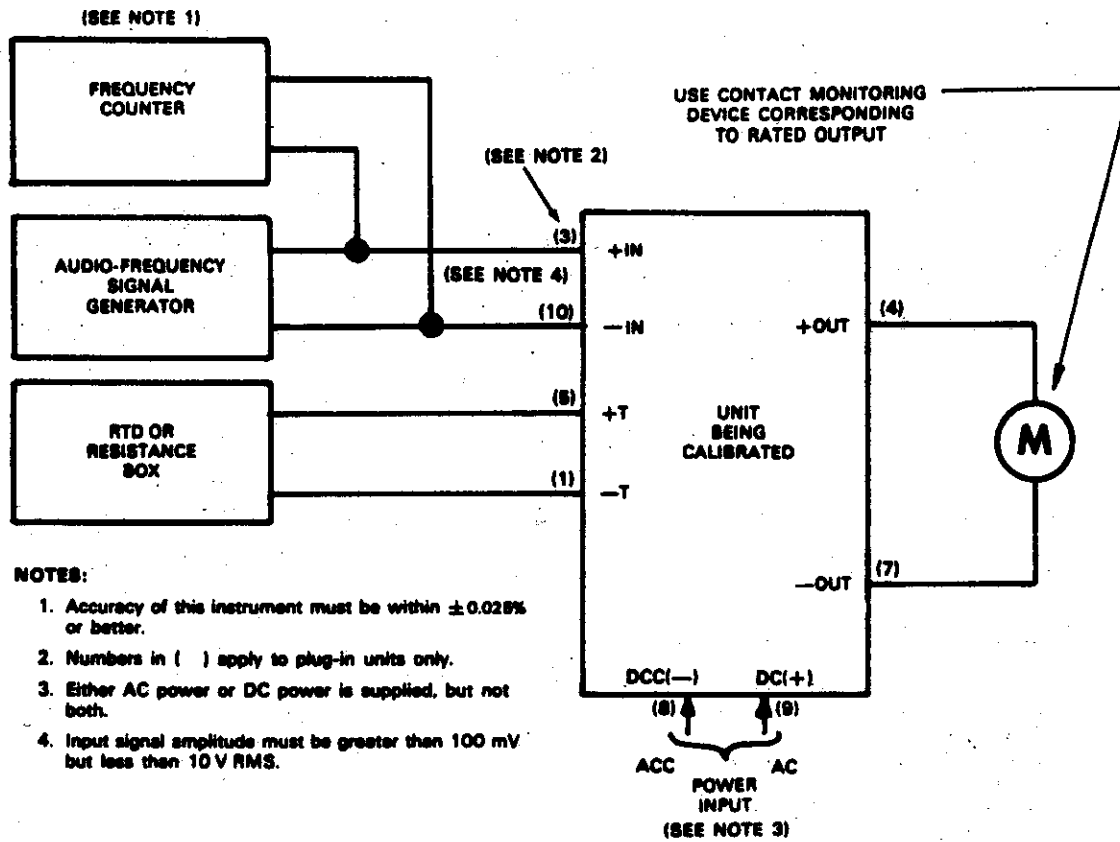 (SEE NOTE 1)
FREQUENCY
COUNTER
USE CONTACT MONITORING
DEVICE CORRESPONDING
TO RATED OUTPUT
(SEE NOTE 2)
AUDIO-FREQUENCY
SIGNAL
GENERATOR
(3)
+IN
(SEE NOTE 4)
(10)
—IN
+OUT
(4)
RTD OR
RESISTANCE
BOX
(5)
+T
(1)
—T
UNIT
BEING
CALIBRATED
M
—OUT
(7)
NOTES:
1. Accuracy of this instrument must be within ±0.025%
or better.
2. Numbers in ( ) apply to plug-in units only.
3. Either AC power or DC power is supplied, but not
both.
4. Input signal amplitude must be greater than 100 mV
but less than 10 V RMS.
DCC(—)
DC(+)
(8)
(9)
ACC
AC
POWER
INPUT
(SEE NOTE 3)